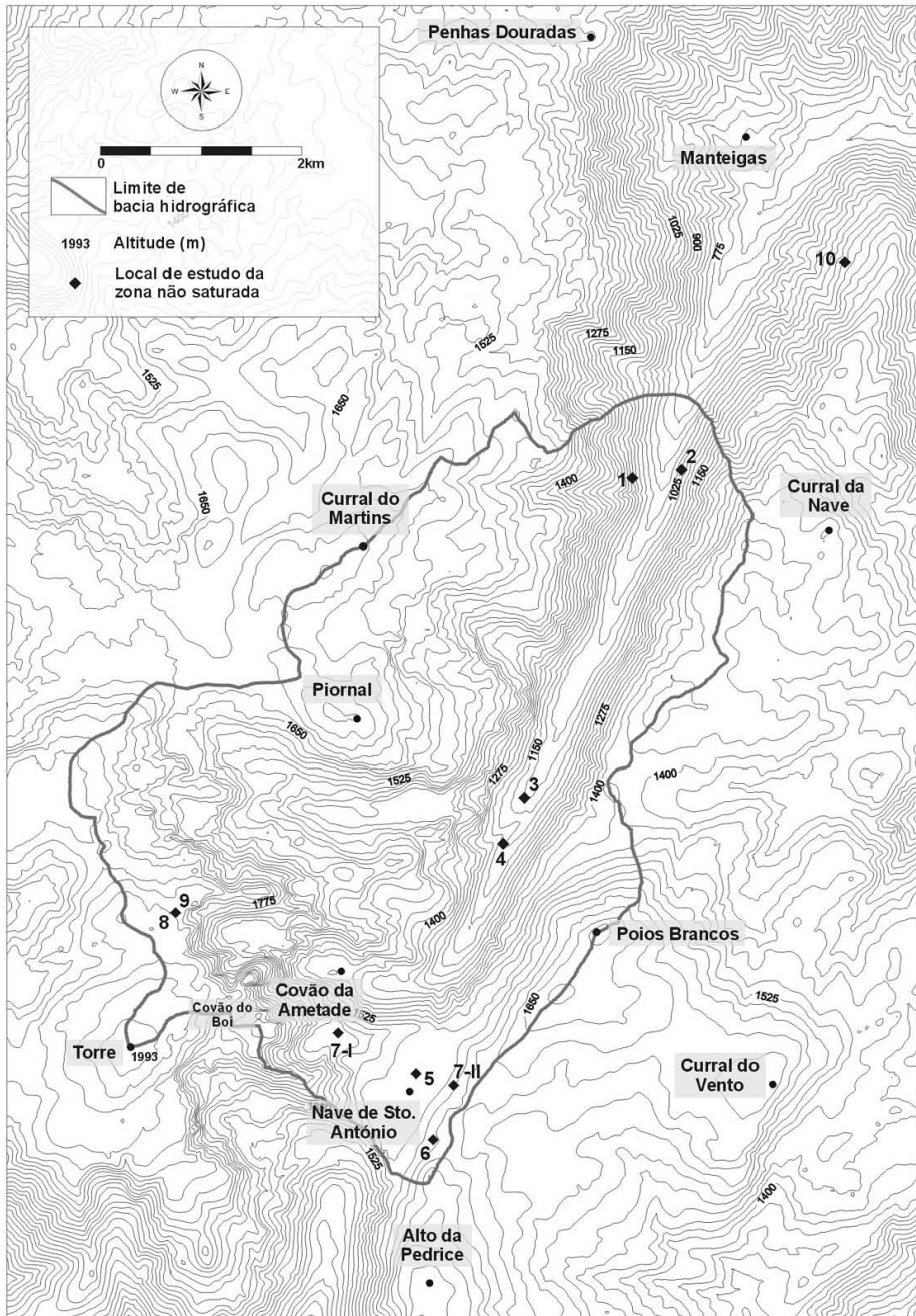 Penhas Douradas
N
W E
S
0 2km
Limite de
bacia hidrográfica
1400
1993 Altitude (m)
Local de estudo da
zona não saturada
Manteigas
1025
900
775
10
1275
1150
1525
1525
1650
1650
1400
1
2
1025
1150
Curral do
Martins
Curral da
Nave
Piornal
1650
1525
1275
1150
1275
3
1400
1400
4
9
8
1775
1400
Poios Brancos
Covão da
Ametade
Covão do
Boi
1525
1650
1525
Torre
1993
7-I
5
7-II
Curral do
Vento
Nave de Sto.
António
6
1525
1400
Alto da
Pedrice